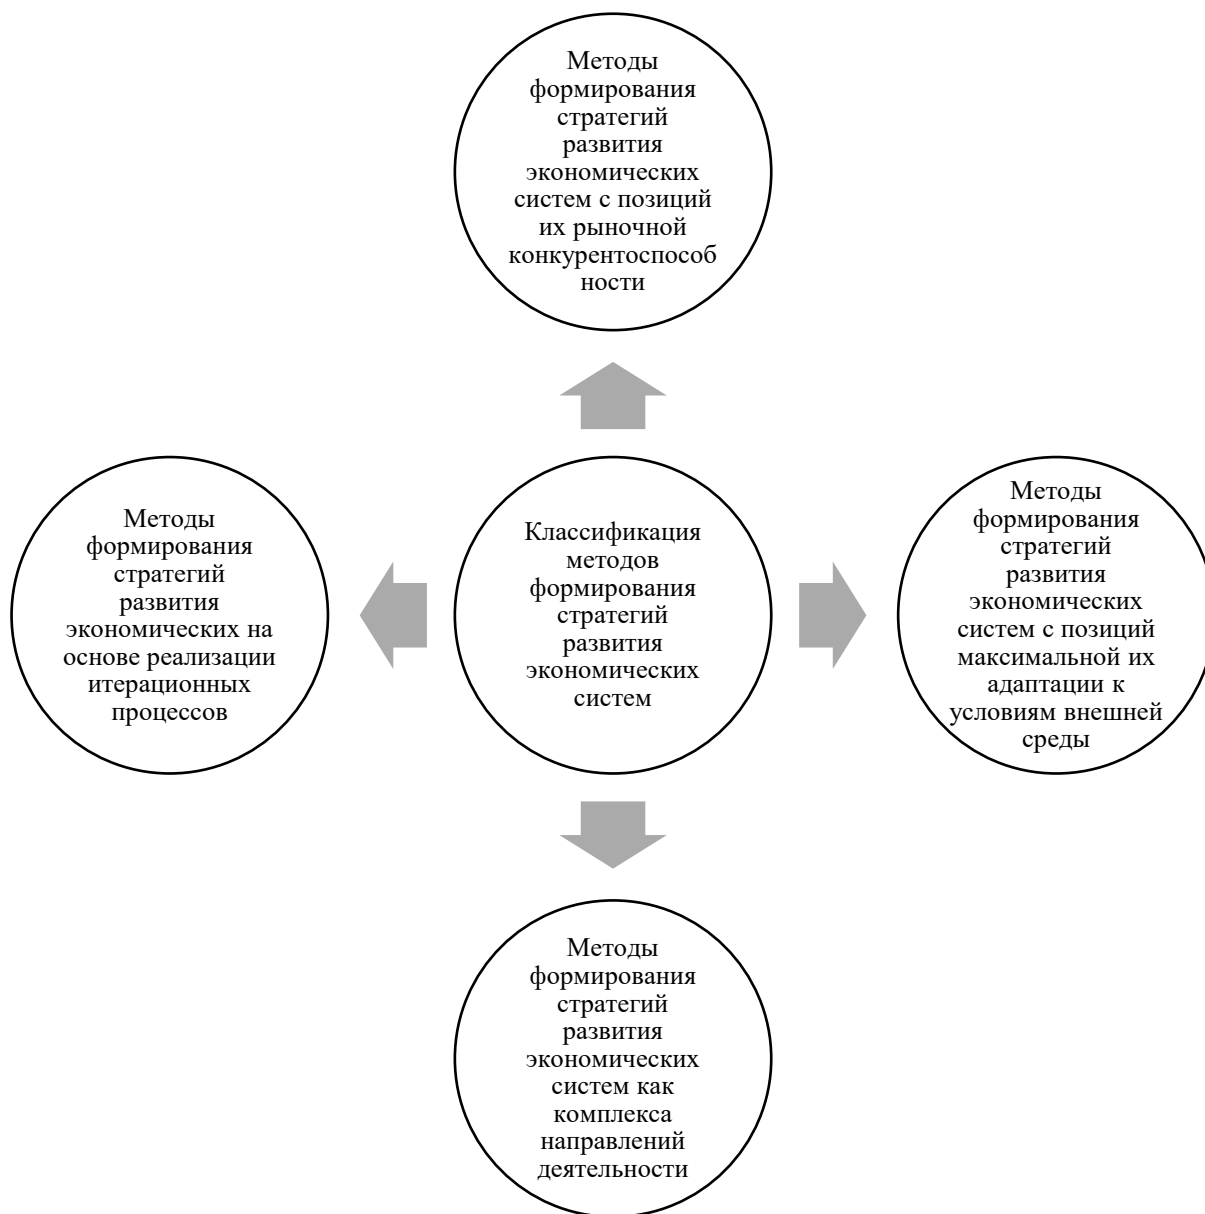 Методы
формирования
стратегий
развития
экономических
систем с позиций
их рыночной
конкурентоспособ
ности
Методы
формирования
стратегий
развития
экономических на
основе реализации
итерационных
процессов
Классификация
методов
формирования
стратегий
развития
экономических
систем
Методы
формирования
стратегий
развития
экономических
систем с позиций
максимальной их
адаптации к
условиям внешней
среды
Методы
формирования
стратегий
развития
экономических
систем как
комплекса
направлений
деятельности